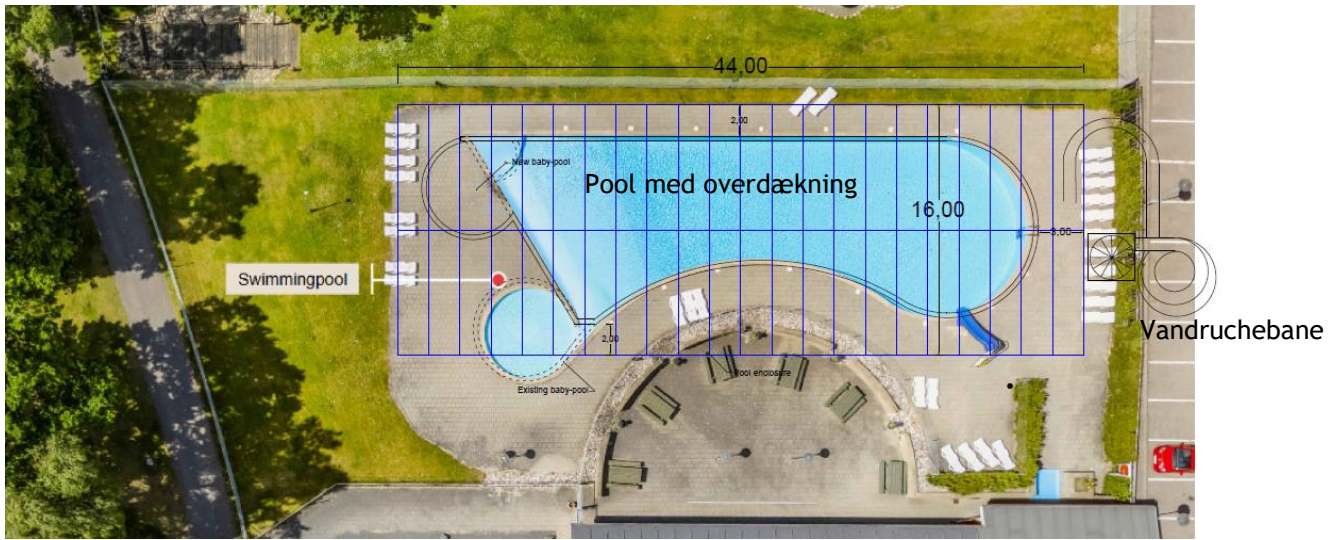 44,00
2,00
New baby-pool
Pool med overdækning
16,00
3,00
Swimmingpool
Vandruchebane
2,00
Pool enclosure
Existing baby-pool